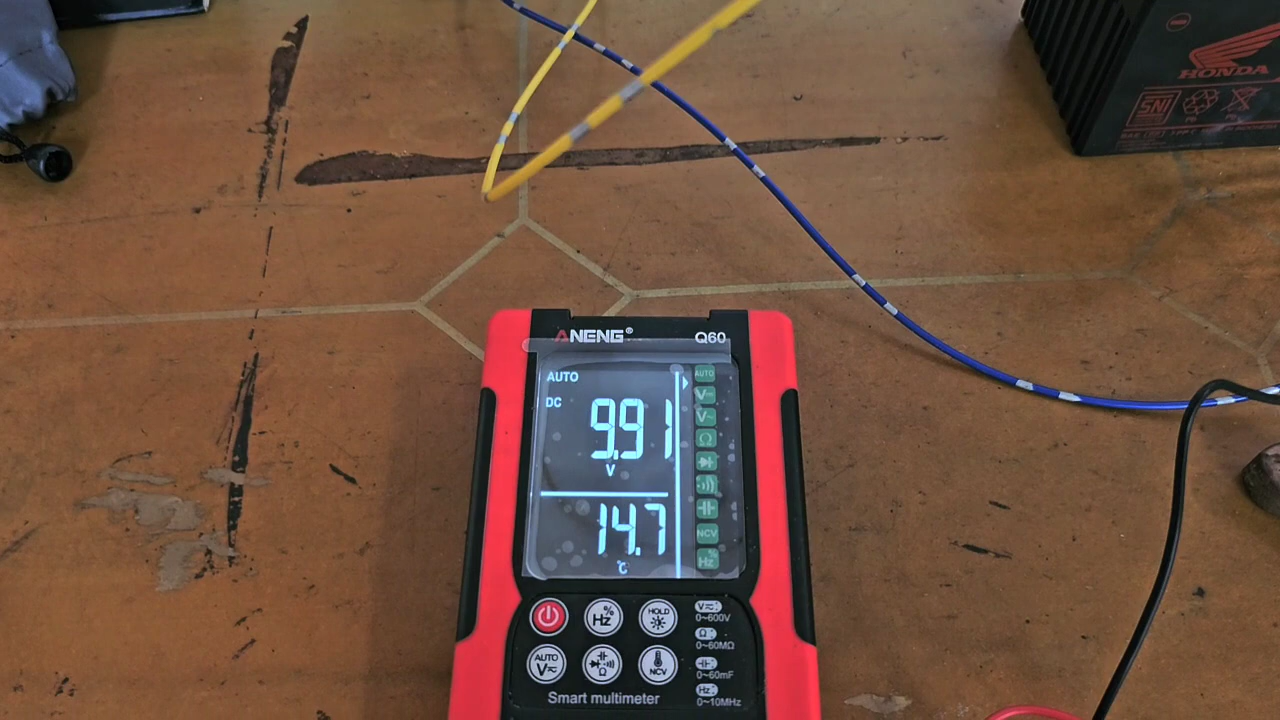 HONDA
SNI
Pb
ANENG® Q60
AUTO
DC
9.91
V
14.7
℃
AUTO
V
V
Ω
NCV
Hz%
Hz%
HOLD
AUTO
V
Ω
NCV
V
0~600V
Ω
0~60MΩ
0~60mF
Hz
0~10MHz
Smart multimeter